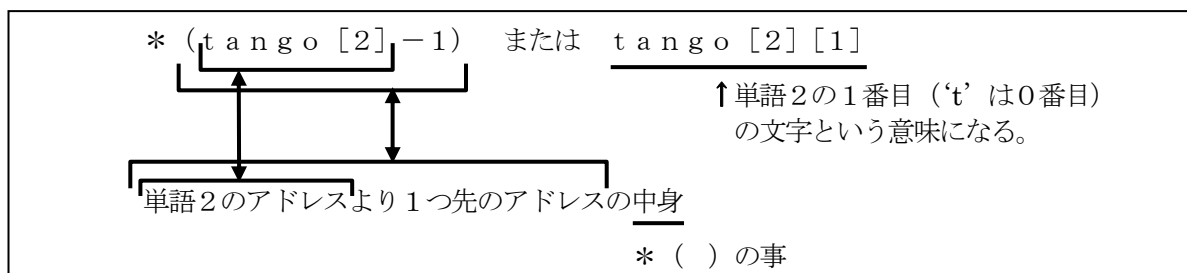 ＊（ｔａｎｇｏ［２］－１）　または　ｔａｎｇｏ［２］［１］
↑単語２の１番目（‘t’は０番目）
の文字という意味になる。
単語２のアドレスより１つ先のアドレスの中身
＊（　）の事